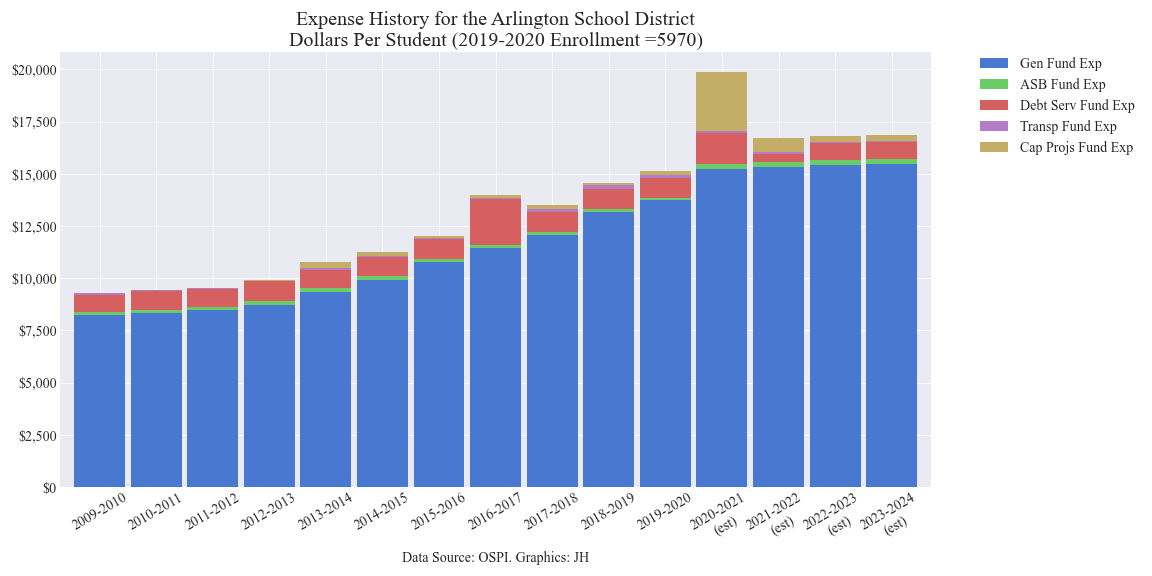 Expense History for the Arlington School District
Dollars Per Student (2019-2020 Enrollment =5970)
$20,000
$17,500
$15,000
$12,500
$10,000
$7,500
$5,000
$2,500
$0
Gen Fund Exp
ASB Fund Exp
Debt Serv Fund Exp
Transp Fund Exp
Cap Projs Fund Exp
2009-2010
2010-2011
2011-2012
2012-2013
2013-2014
2014-2015
2015-2016
2016-2017
2017-2018
2018-2019
2019-2020
2020-2021
(est)
2021-2022
(est)
2022-2023
(est)
2023-2024
(est)
Data Source: OSPI. Graphics: JH